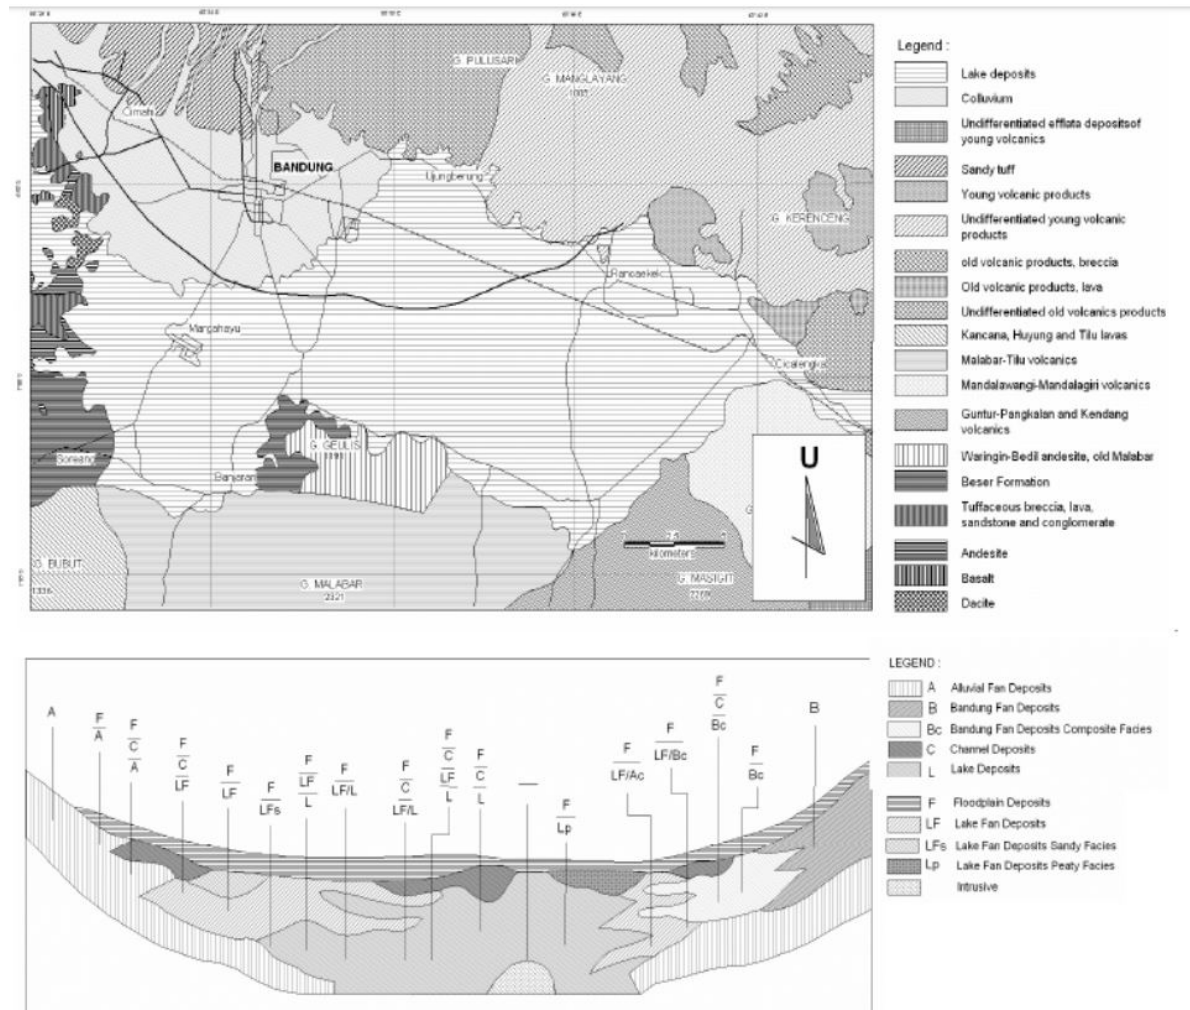 G. PULUSARI
G. MANGLAYANG
Cimahi
BANDUNG
Ujungberung
G. KERENCENG
Rancaekek
Margahayu
Cicalengka
G. GEULIS
Soreang
Banjaran
U
kilometers
G. BUBUT
G. MALABAR
2321
G. MASIGIT
Legend :
Lake deposits
Colluvium
Undifferentiated efflata depositsof
young volcanics
Sandy tuff
Young volcanic products
Undifferentiated young volcanic
products
old volcanic products, breccia
Old volcanic products, lava
Undifferentiated old volcanics products
Kancana, Huyung and Tilu lavas
Malabar-Tilu volcanics
Mandalawangi-Mandalagiri volcanics
Guntur-Pangkalan and Kendang
volcanics
Waringin-Bedil andesite, old Malabar
Beser Formation
Tuffaceous breccia, lava,
sandstone and conglomerate
Andesite
Basalt
Dacite
A
F
A
F
C
A
F
C
LF
F
LF
F
LFs
F
LF
L
F
LF/L
F
C
LF/L
F
C
LF
L
F
C
L
F
Lp
F
LF/Ac
F
LF/Bc
F
C
Bc
F
Bc
B
LEGEND :
A Alluvial Fan Deposits
B Bandung Fan Deposits
Bc Bandung Fan Deposits Composite Facies
C Channel Deposits
L Lake Deposits
F Floodplain Deposits
LF Lake Fan Deposits
LFs Lake Fan Deposits Sandy Facies
Lp Lake Fan Deposits Peaty Facies
Intrusive